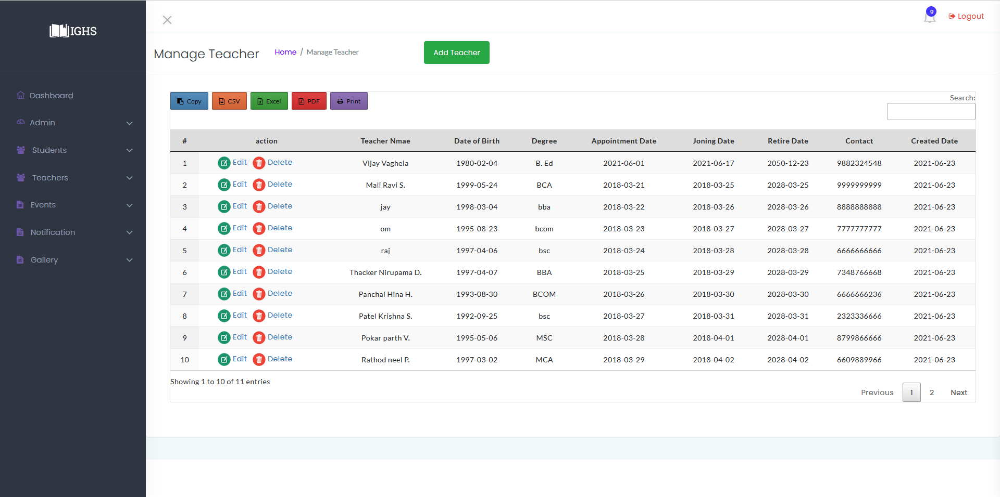 IGHS
0
Logout
Manage Teacher
Home / Manage Teacher
Add Teacher
Dashboard
Admin
Students
Teachers
Events
Notification
Gallery
Copy CSV Excel PDF Print
Search:
# action Teacher Nmae Date of Birth Degree Appointment Date Joning Date Retire Date Contact Created Date
1 Edit Delete Vijay Vaghela 1980-02-04 B. Ed 2021-06-01 2021-06-17 2050-12-23 9882324548 2021-06-23
2 Edit Delete Mali Ravi S. 1999-05-24 BCA 2018-03-21 2018-03-25 2028-03-25 9999999999 2021-06-23
3 Edit Delete jay 1998-03-04 bba 2018-03-22 2018-03-26 2028-03-26 8888888888 2021-06-23
4 Edit Delete om 1995-08-23 bcom 2018-03-23 2018-03-27 2028-03-27 7777777777 2021-06-23
5 Edit Delete raj 1997-04-06 bsc 2018-03-24 2018-03-28 2028-03-28 6666666666 2021-06-23
6 Edit Delete Thacker Nirupama D. 1997-04-07 BBA 2018-03-25 2018-03-29 2028-03-29 7348766668 2021-06-23
7 Edit Delete Panchal Hina H. 1993-08-30 BCOM 2018-03-26 2018-03-30 2028-03-30 6666666236 2021-06-23
8 Edit Delete Patel Krishna S. 1992-09-25 bsc 2018-03-27 2018-03-31 2028-03-31 2323336666 2021-06-23
9 Edit Delete Pokar parth V. 1995-05-06 MSC 2018-03-28 2018-04-01 2028-04-01 8799866666 2021-06-23
10 Edit Delete Rathod neel P. 1997-03-02 MCA 2018-03-29 2018-04-02 2028-04-02 6609889966 2021-06-23
Showing 1 to 10 of 11 entries
Previous 1 2 Next